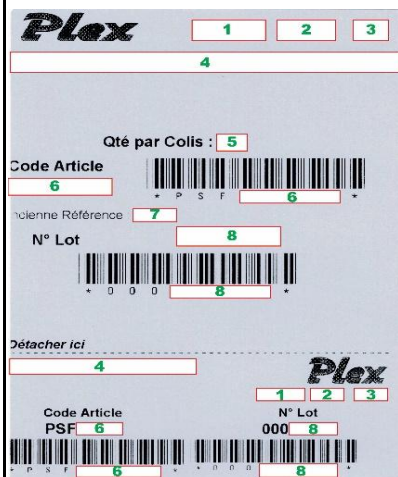 Plex 1 2 3
4
Qté par Colis : 5
Code Article
6
* P S F 6 *
ncienne Référence 7
N° Lot 8
* 0 0 0 8 *
Détacher ici
4
Plex
1 2 3
Code Article N° Lot
PSF 6 000 8
* P S F 6 * * 0 0 0 8 *